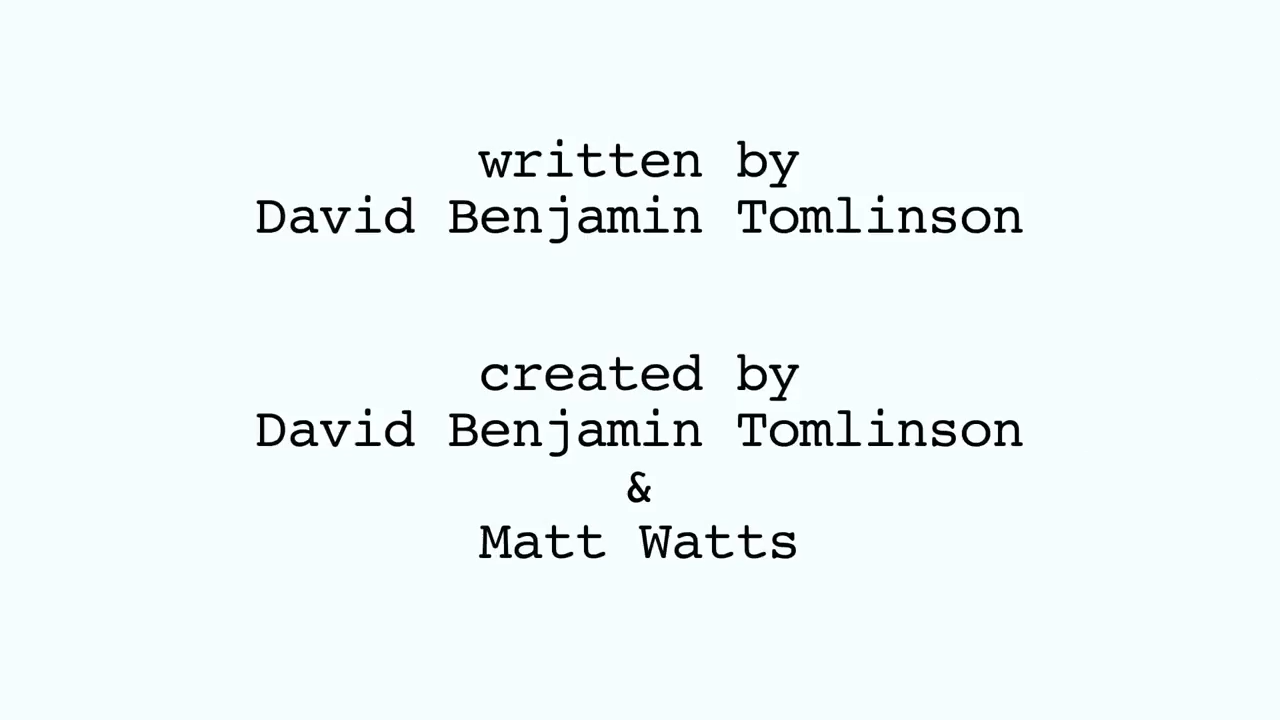 written by
David Benjamin Tomlinson
created by
David Benjamin Tomlinson
&
Matt Watts